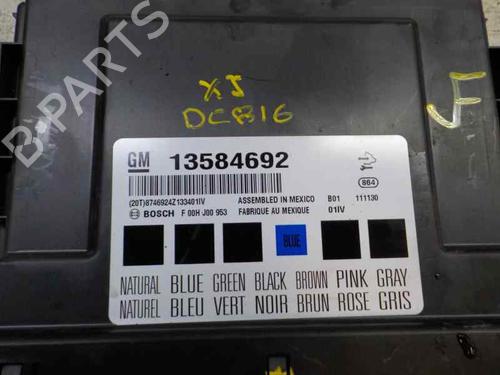 XJ
DCB16
GM 13584692
(20T)8746924Z133401IV
ASSEMBLED IN MEXICO B01 111130
864
BOSCH F 00H J00 953 FABRIQUE AU MEXIQUE 01IV
BLUE
NATURAL BLUE GREEN BLACK BROWN PINK GRAY
NATUREL BLEU VERT NOIR BRUN ROSE GRIS
B-PARTS